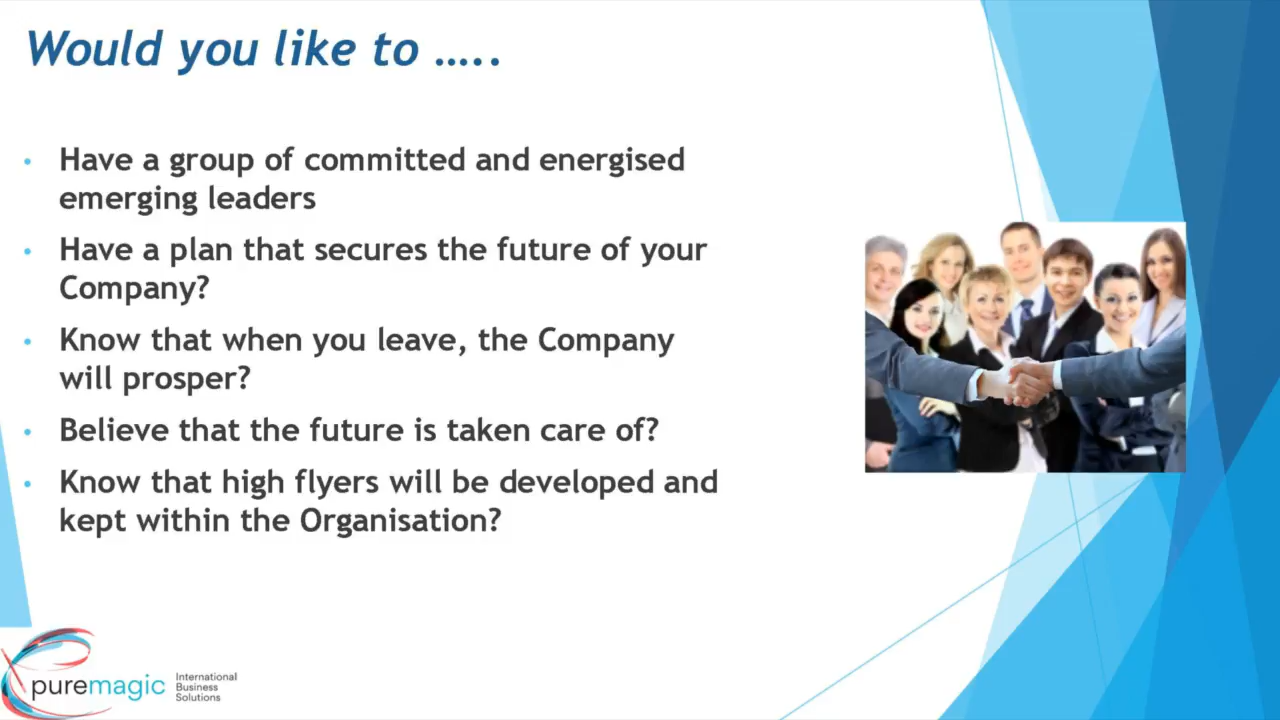 Would you like to .....
• Have a group of committed and energised
emerging leaders
• Have a plan that secures the future of your
Company?
• Know that when you leave, the Company
will prosper?
• Believe that the future is taken care of?
• Know that high flyers will be developed and
kept within the Organisation?
puremagic
International
Business
Solutions